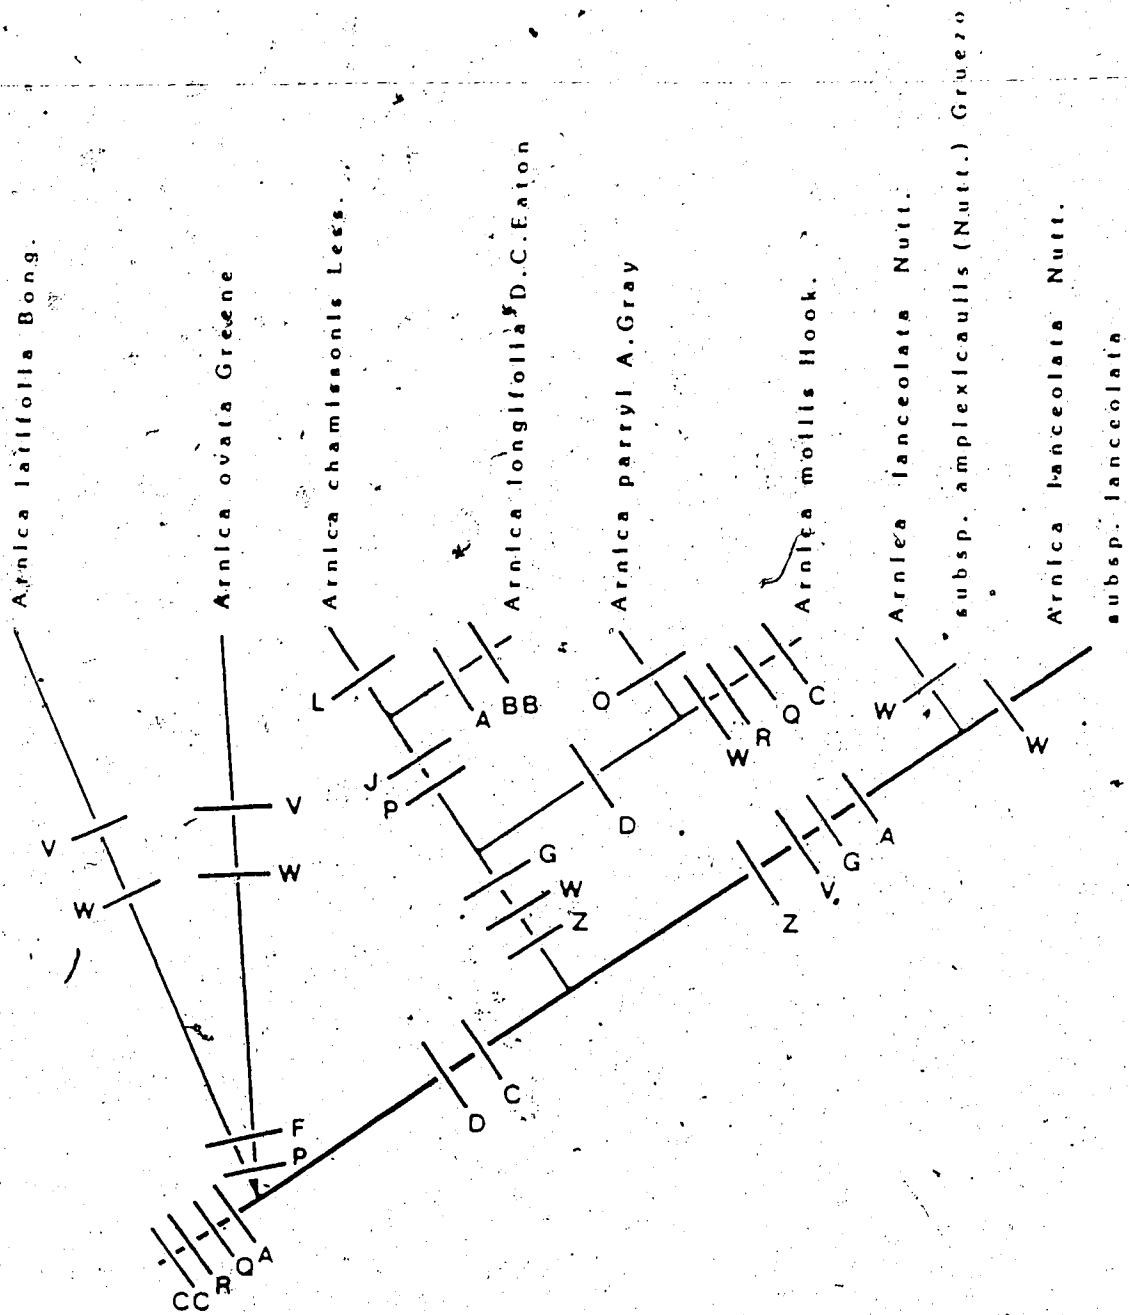 Arnica latifolia Bong.
Arnica ovata Greene
Arnica chamissonis Less.
Arnica longifolia D.C.Eaton
Arnica parryi A.Gray
Arnica mollis Hook.
Arnica lanceolata Nutt.
subsp. amplexicaulis (Nutt.) Gruezo
Arnica lanceolata Nutt.
subsp. lanceolata
V
W
V
W
F
P
CC
R
Q
A
D
C
L
A
BB
J
P
G
W
Z
O
W
R
Q
C
D
Z
V
G
A
W
W